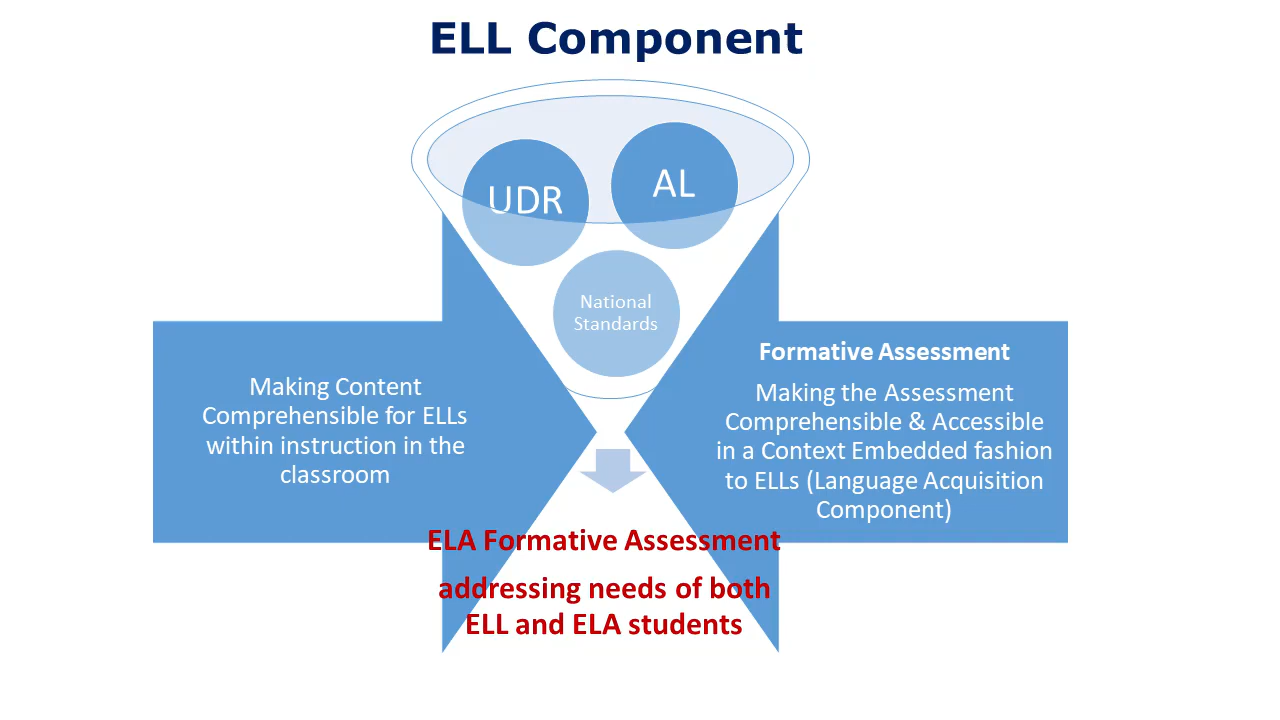 ELL Component
UDR
AL
National
Standards
Making Content
Comprehensible for ELLs
within instruction in the
classroom
Formative Assessment
Making the Assessment
Comprehensible & Accessible
in a Context Embedded fashion
to ELLs (Language Acquisition
Component)
ELA Formative Assessment
addressing needs of both
ELL and ELA students